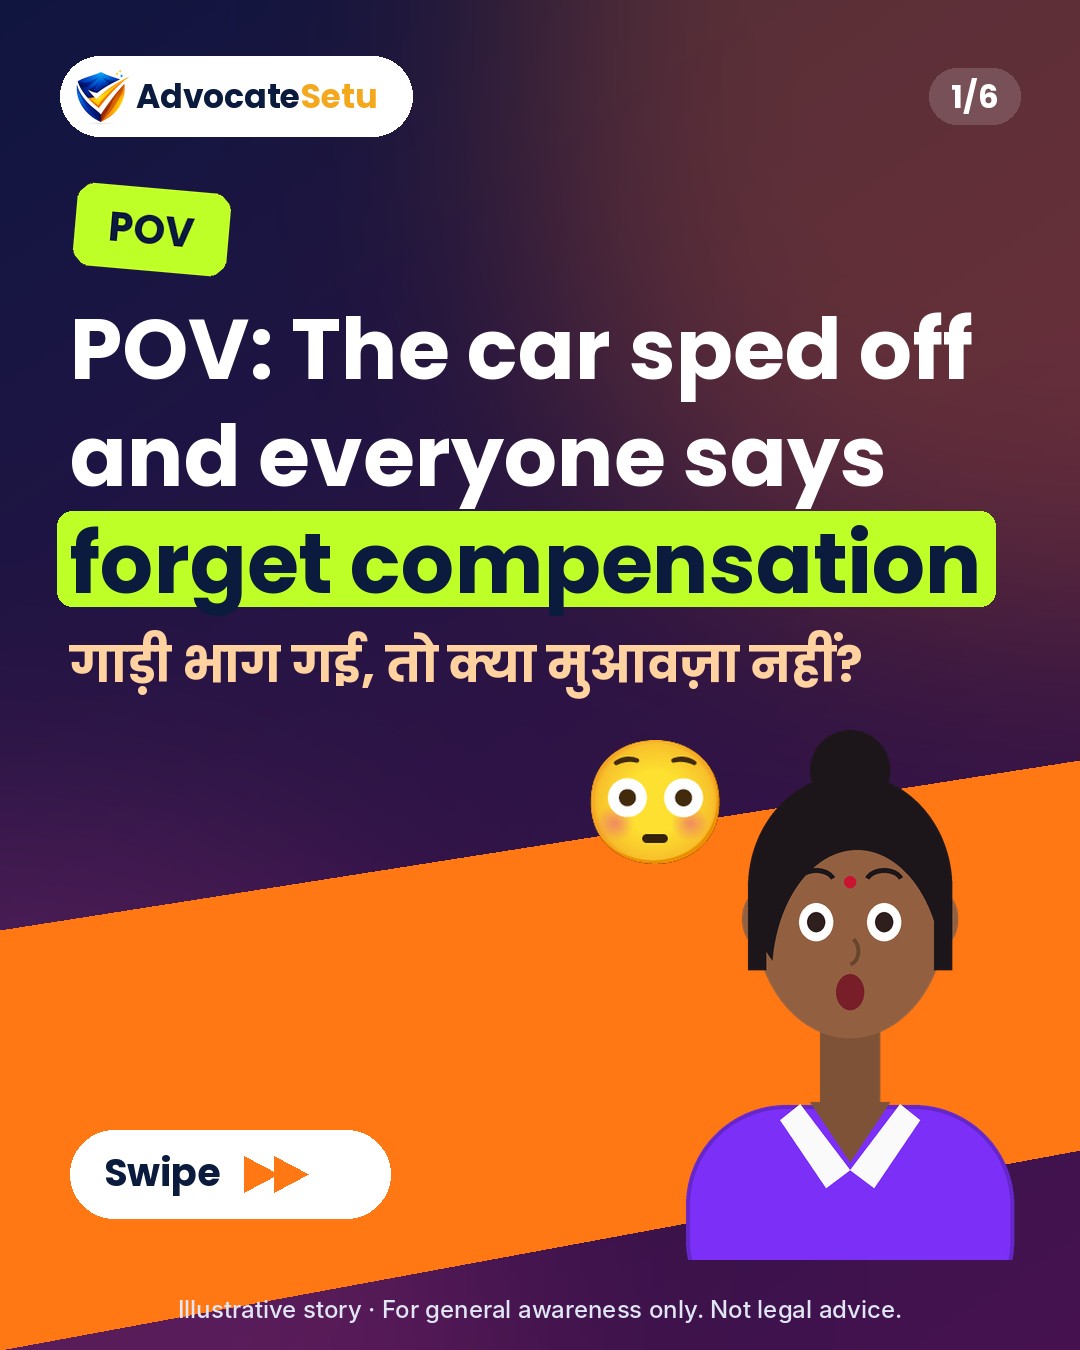 AdvocateSetu
1/6
POV
POV: The car sped off
and everyone says
forget compensation
गाड़ी भाग गई, तो क्या मुआवज़ा नहीं?
Swipe
Illustrative story · For general awareness only. Not legal advice.